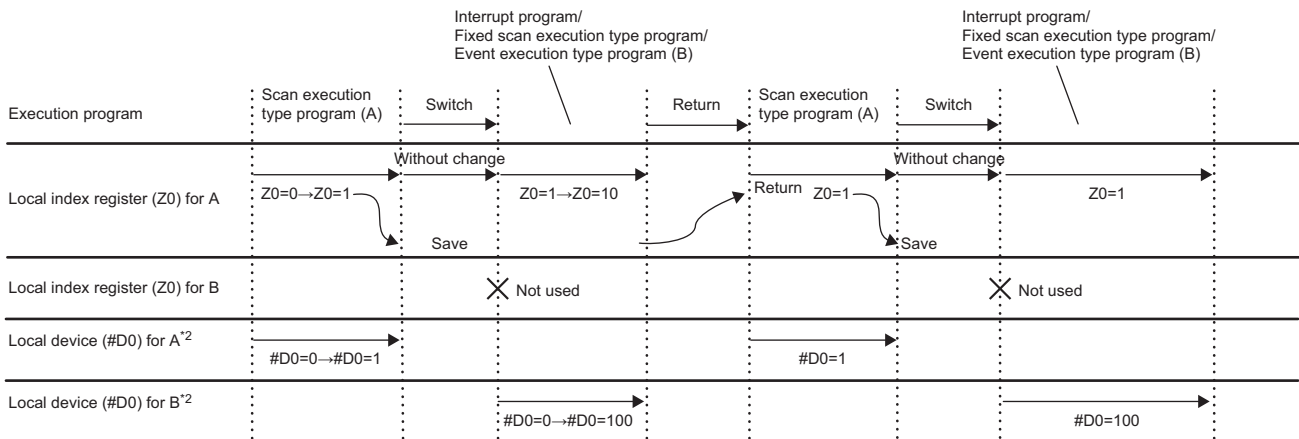 Interrupt program/
Fixed scan execution type program/
Event execution type program (B)
Interrupt program/
Fixed scan execution type program/
Event execution type program (B)
Execution program
Scan execution
type program (A)
Switch
Return
Scan execution
type program (A)
Switch
Local index register (Z0) for A
Without change
Z0=0→Z0=1
Z0=1→Z0=10
Save
Return
Z0=1
Without change
Z0=1
Save
Local index register (Z0) for B
Not used
Not used
Local device (#D0) for A*2
#D0=0→#D0=1
#D0=1
Local device (#D0) for B*2
#D0=0→#D0=100
#D0=100